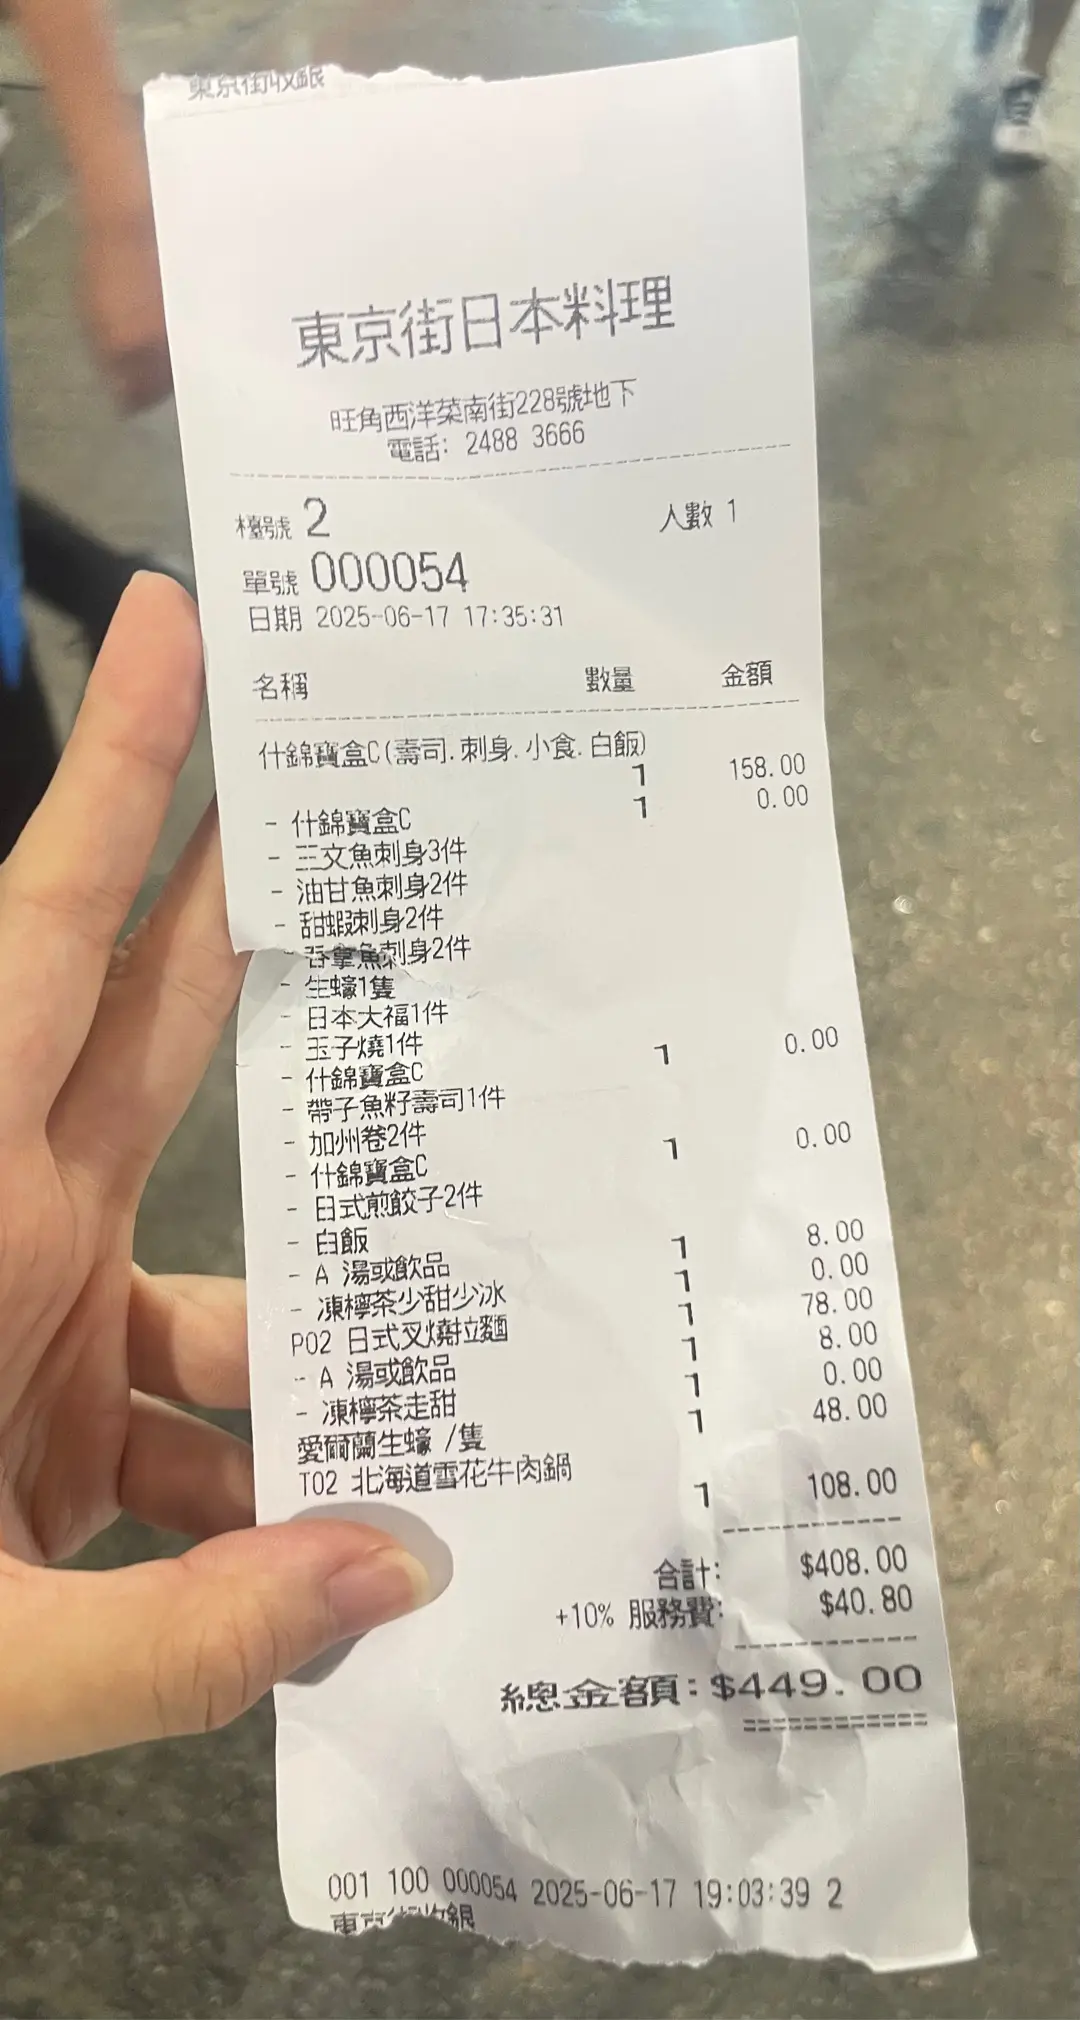 東京街收銀
東京街日本料理
旺角西洋菜南街228號地下
電話: 2488 3666
檯號 2 人數 1
單號 000054
日期 2025-06-17 17:35:31
名稱 數量 金額
什錦寶盒C(壽司.刺身.小食.白飯)
1 158.00
- 什錦寶盒C 1 0.00
- 三文魚刺身3件
- 油甘魚刺身2件
- 甜蝦刺身2件
- 吞拿魚刺身2件
- 生蠔1隻
- 日本大福1件
- 玉子燒1件
- 什錦寶盒C 1 0.00
- 帶子魚籽壽司1件
- 加州卷2件
- 什錦寶盒C 1 0.00
- 日式煎餃子2件
- 白飯
- A 湯或飲品 1 8.00
- 凍檸茶少甜少冰 1 0.00
P02 日式叉燒拉麵 1 78.00
- A 湯或飲品 1 8.00
- 凍檸茶走甜 1 0.00
愛爾蘭生蠔 /隻 1 48.00
T02 北海道雪花牛肉鍋
1 108.00
合計: $408.00
+10% 服務費: $40.80
總金額: $449.00
001 100 000054 2025-06-17 19:03:39 2
東京街收銀